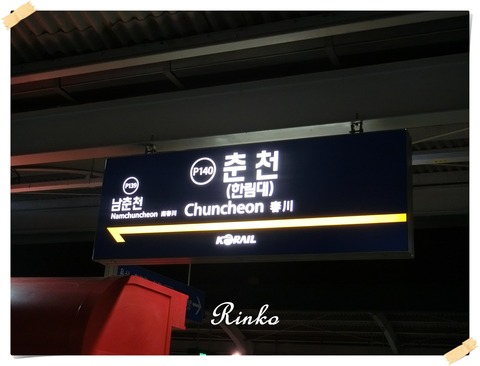 P140
춘천
(한림대)
Chuncheon 春川
P139
남춘천
Namchuncheon 南春川
KORAIL
Rinko